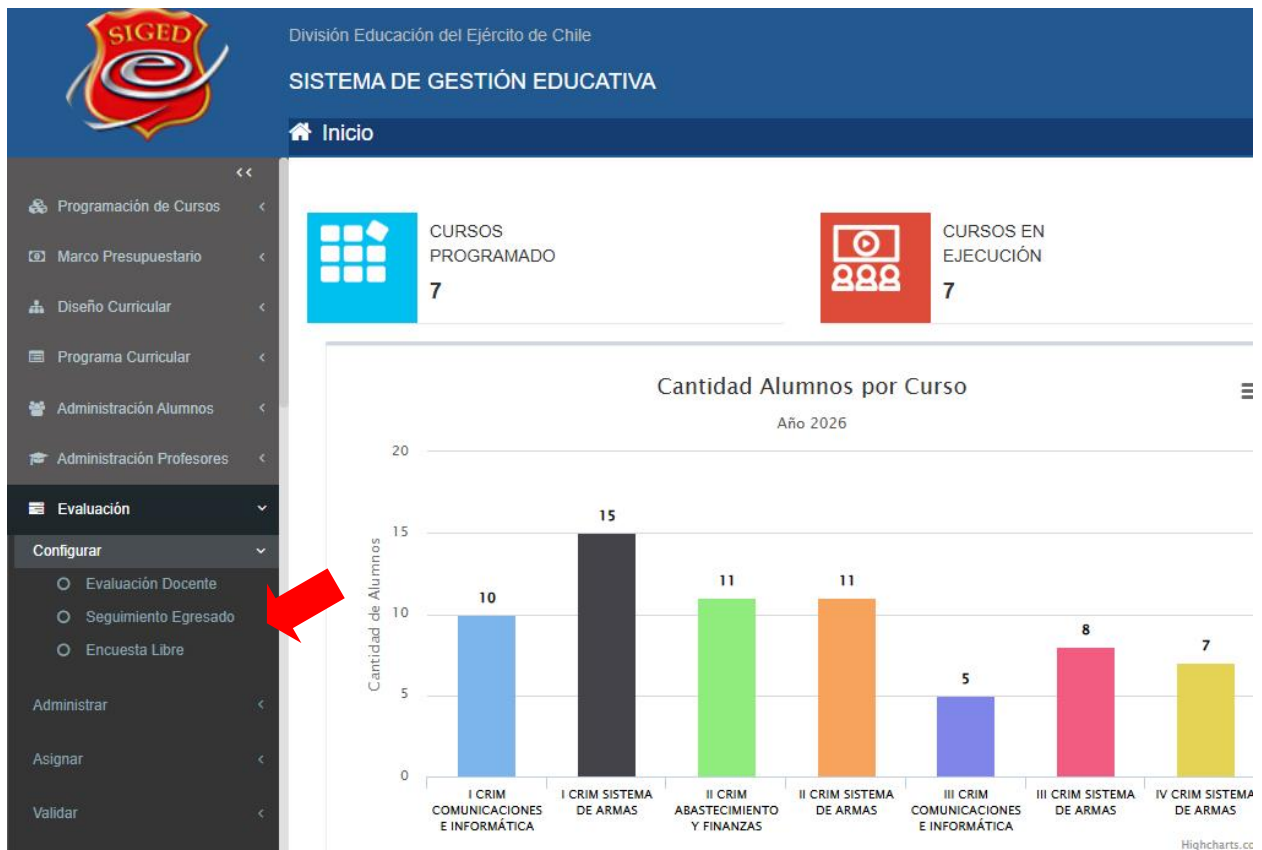 SIGED
División Educación del Ejército de Chile
SISTEMA DE GESTIÓN EDUCATIVA
Inicio
<<
Programación de Cursos <
Marco Presupuestario <
Diseño Curricular <
Programa Curricular <
Administración Alumnos <
Administración Profesores <
Evaluación
Configurar
Evaluación Docente
Seguimiento Egresado
Encuesta Libre
Administrar <
Asignar <
Validar <
CURSOS
PROGRAMADO
7
CURSOS EN
EJECUCIÓN
7
Cantidad Alumnos por Curso
Año 2026
Cantidad de Alumnos
20
15
10
5
0
10
15
11
11
5
8
7
I CRIM
COMUNICACIONES
E INFORMÁTICA
I CRIM SISTEMA
DE ARMAS
II CRIM
ABASTECIMIENTO
Y FINANZAS
II CRIM SISTEMA
DE ARMAS
III CRIM
COMUNICACIONES
E INFORMÁTICA
III CRIM SISTEMA
DE ARMAS
IV CRIM SISTEMA
DE ARMAS
Highcharts.co